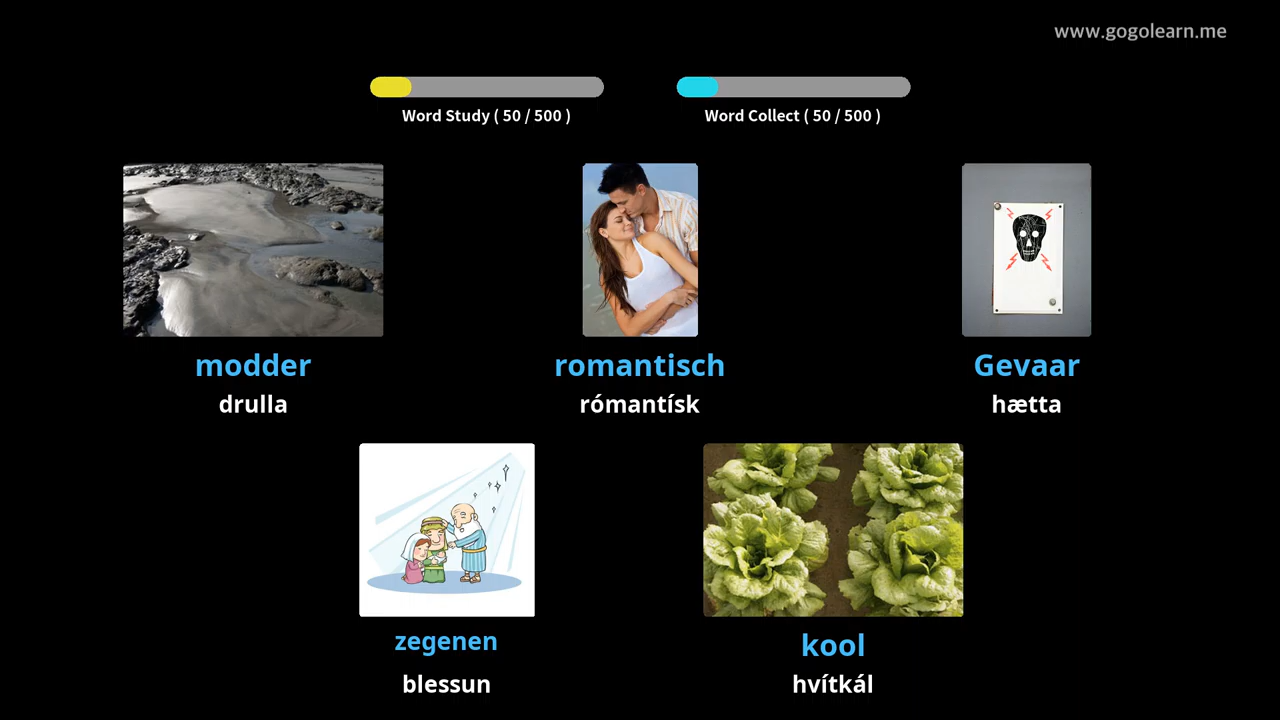 www.gogolearn.me
Word Study ( 50 / 500 )
Word Collect ( 50 / 500 )
modder
drulla
romantisch
rómantísk
Gevaar
hætta
zegenen
blessun
kool
hvítkál